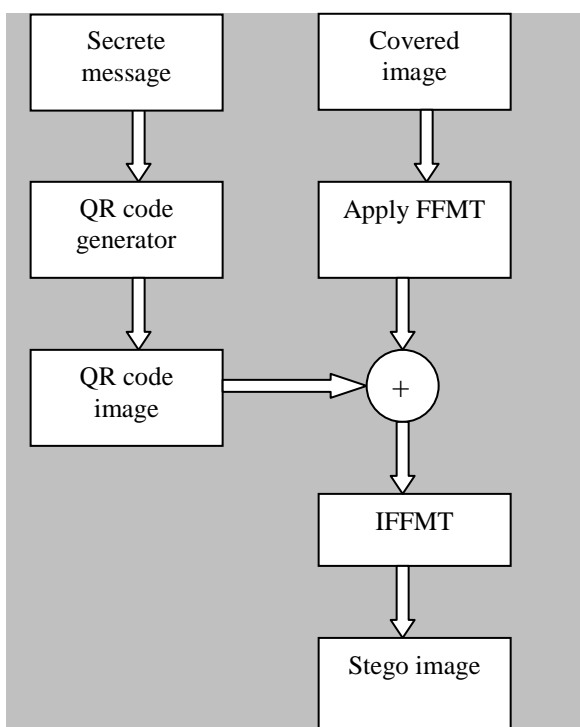 Secrete
message
Covered
image
QR code
generator
Apply FFMT
QR code
image
+
IFFMT
Stego image